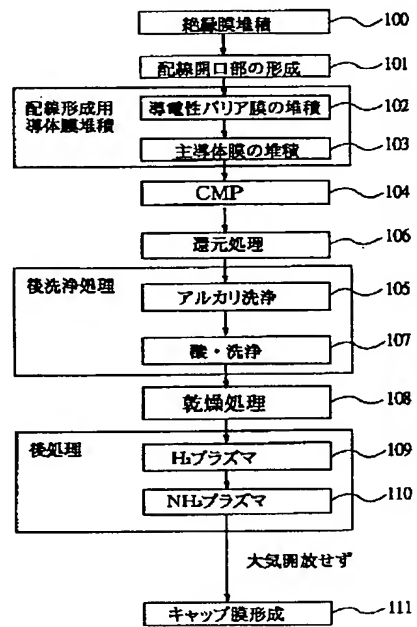 絶縁膜堆積 100
配線開口部の形成 101
配線形成用
導体膜堆積
導電性バリア膜の堆積 102
主導体膜の堆積 103
CMP 104
還元処理 106
後洗浄処理
アルカリ洗浄 105
酸・洗浄 107
乾燥処理 108
後処理
H₂プラズマ 109
NH₃プラズマ 110
大気開放せず
キャップ膜形成 111